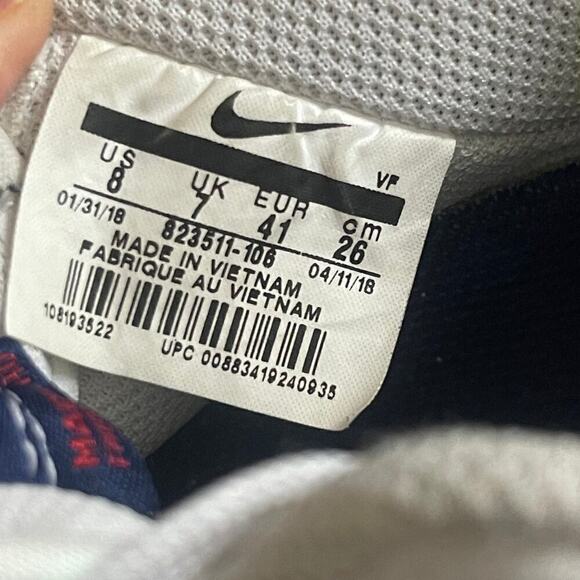 VF
US UK EUR cm
8 7 41 26
01/31/18 823511-106 04/11/18
MADE IN VIETNAM
FABRIQUE AU VIETNAM
108193522
UPC 00883419240935